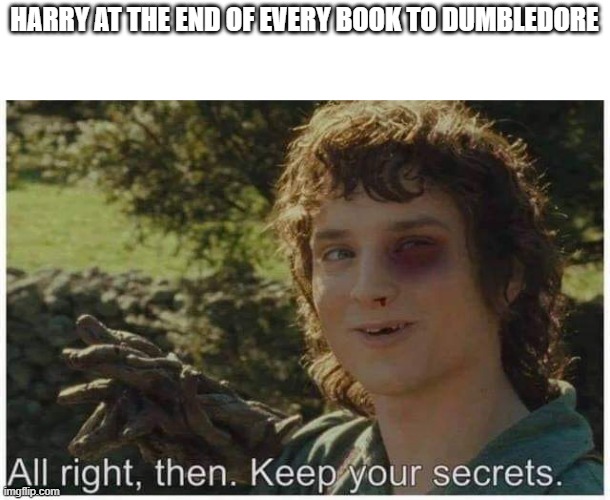 HARRY AT THE END OF EVERY BOOK TO DUMBLEDORE
All right, then. Keep your secrets.
imgflip.com